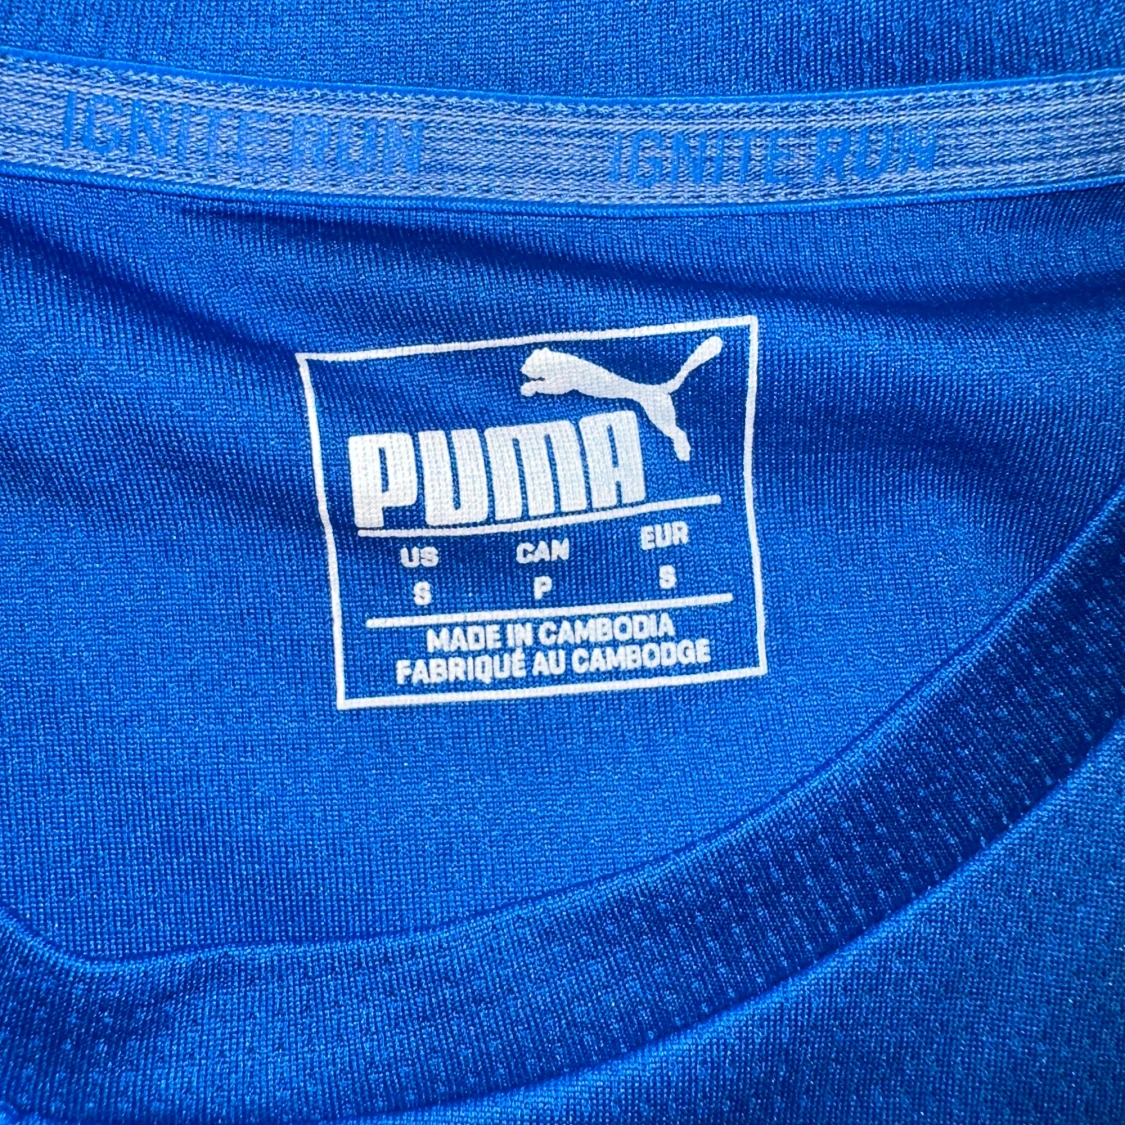 IGNITE RUN IGNITE RUN
PUMA
US CAN EUR
S P S
MADE IN CAMBODIA
FABRIQUÉ AU CAMBODGE